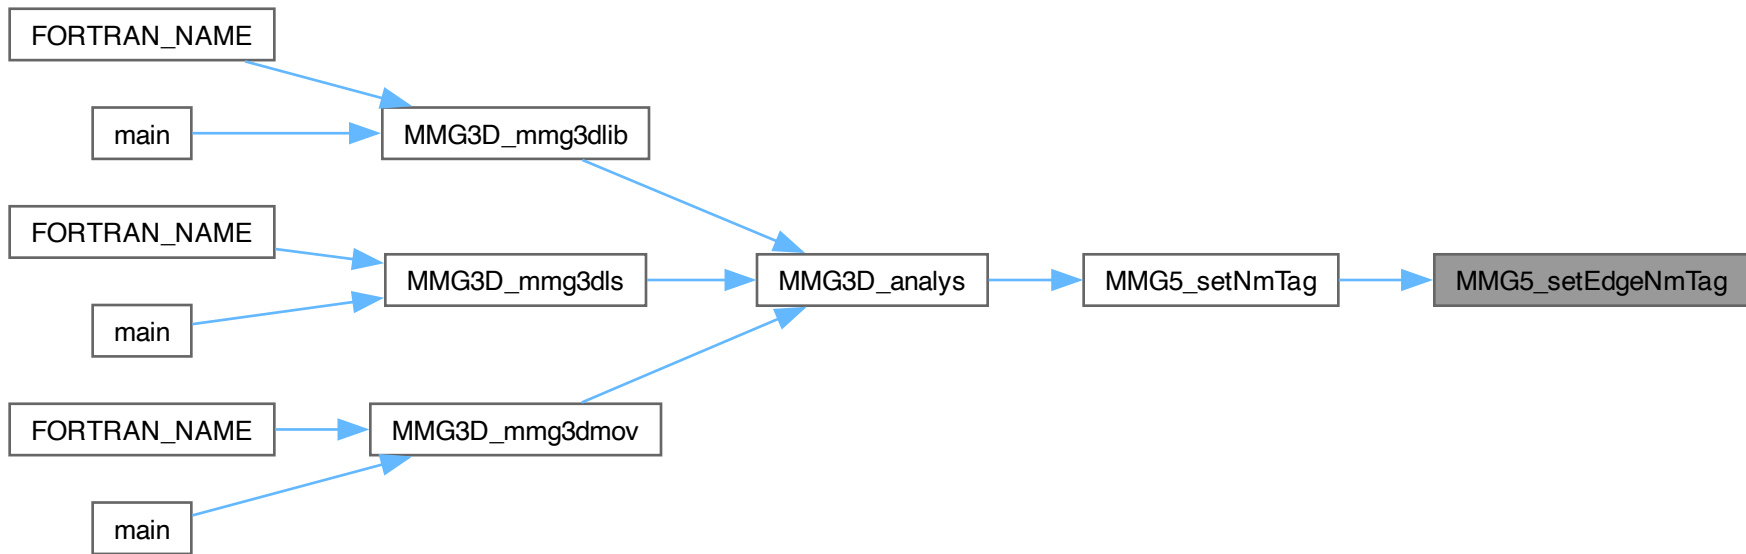 FORTRAN_NAME
main
MMG3D_mmg3dlib
FORTRAN_NAME
main
MMG3D_mmg3dls
MMG3D_analys
MMG5_setNmTag
MMG5_setEdgeNmTag
FORTRAN_NAME
main
MMG3D_mmg3dmov